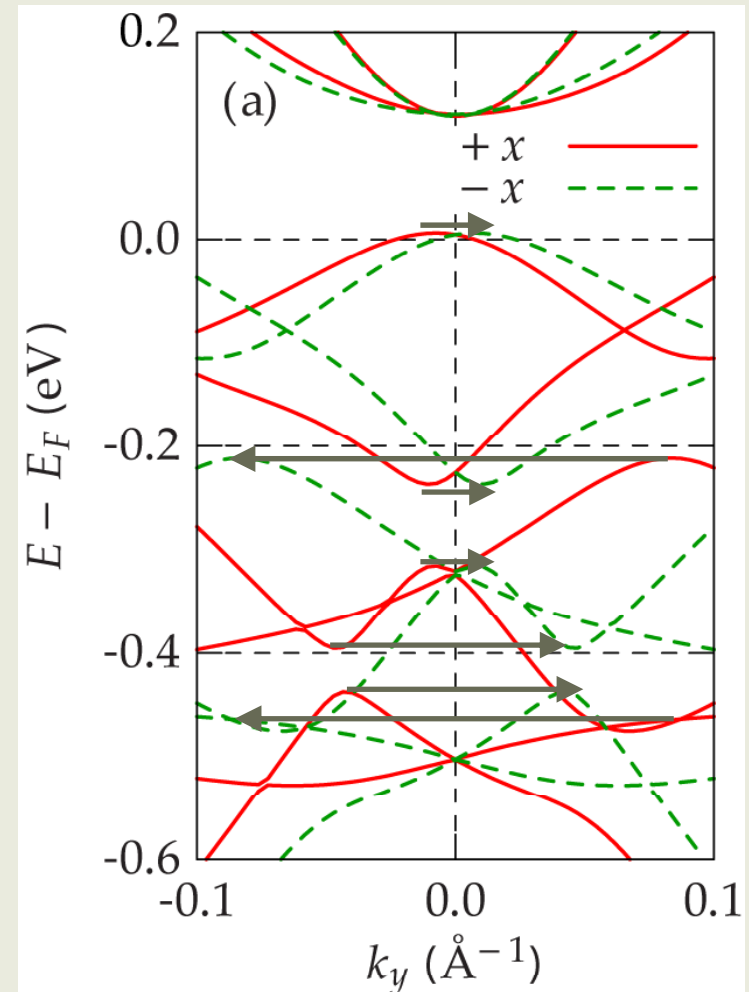 0.2
(a)
+ x
− x
0.0
-0.2
-0.4
-0.6
E − E_F (eV)
-0.1 0.0 0.1
k_y (Å⁻¹)